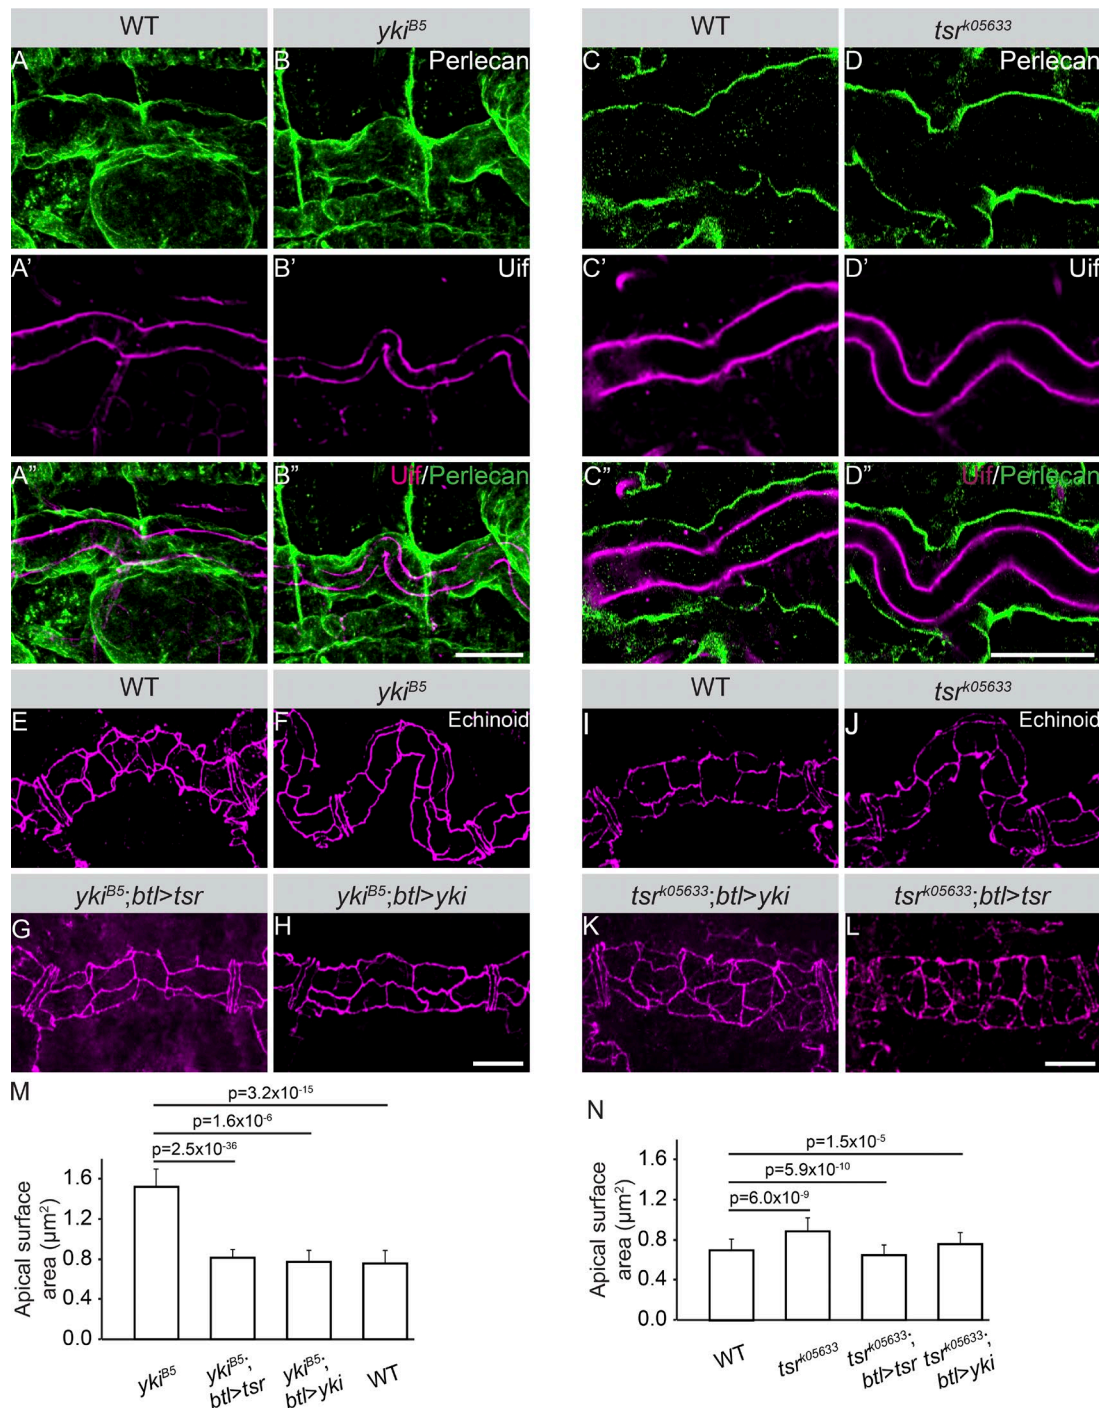 WT
yki^B5
WT
tsr^k05633
A
B
Perlecan
C
D
Perlecan
A'
B'
Uif
C'
D'
Uif
A"
B"
Uif/Perlecan
C"
D"
Uif/Perlecan
WT
yki^B5
WT
tsr^k05633
E
F
Echinoid
I
J
Echinoid
yki^B5;btl>tsr
yki^B5;btl>yki
tsr^k05633;btl>yki
tsr^k05633;btl>tsr
G
H
K
L
M
p=3.2x10^-15
p=1.6x10^-6
p=2.5x10^-36
Apical surface
area (μm²)
1.6
1.2
0.8
0.4
0.0
yki^B5
yki^B5;
btl>tsr
yki^B5;
btl>yki
WT
N
p=1.5x10^-5
p=5.9x10^-10
p=6.0x10^-9
Apical surface
area (μm²)
1.6
1.2
0.8
0.4
0.0
WT
tsr^k05633
tsr^k05633;
btl>tsr
tsr^k05633;
btl>yki